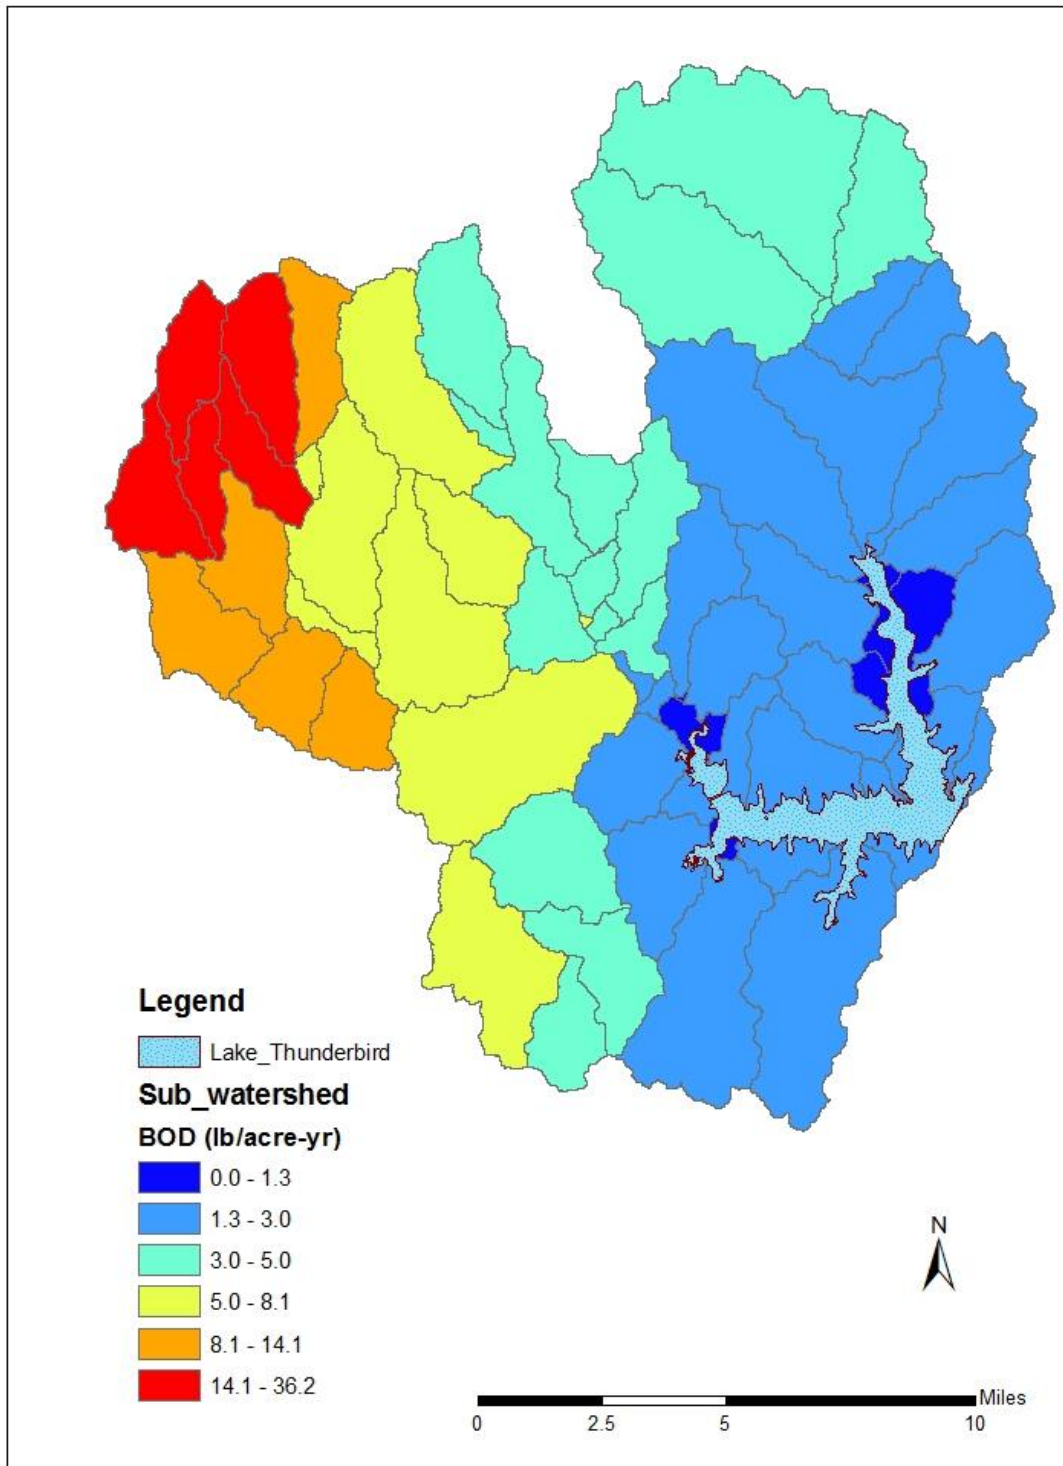 Legend
Lake_Thunderbird
Sub_watershed
BOD (lb/acre-yr)
0.0 - 1.3
1.3 - 3.0
3.0 - 5.0
5.0 - 8.1
8.1 - 14.1
14.1 - 36.2
N
Miles
0 2.5 5 10